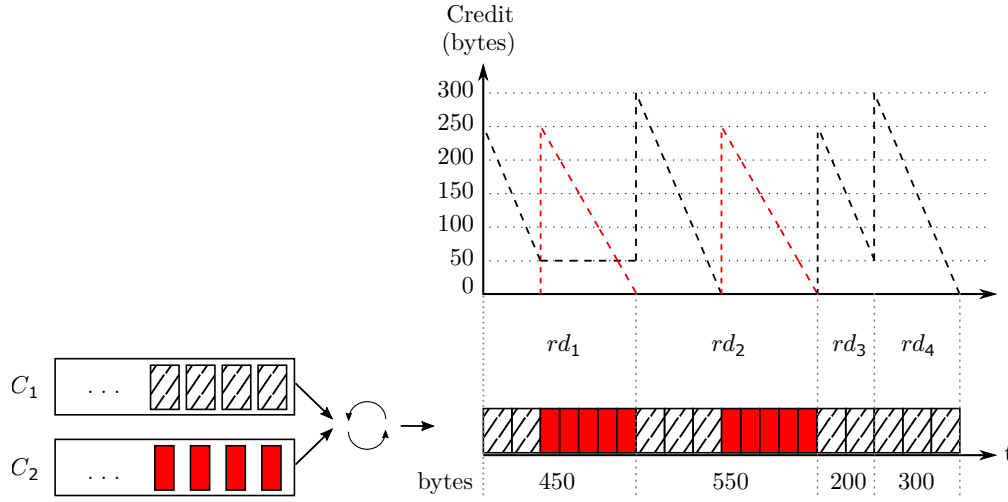 Credit
(bytes)
300
250
200
150
100
50
0
rd₁ rd₂ rd₃ rd₄
C₁ . . .
C₂ . . .
t
bytes 450 550 200 300